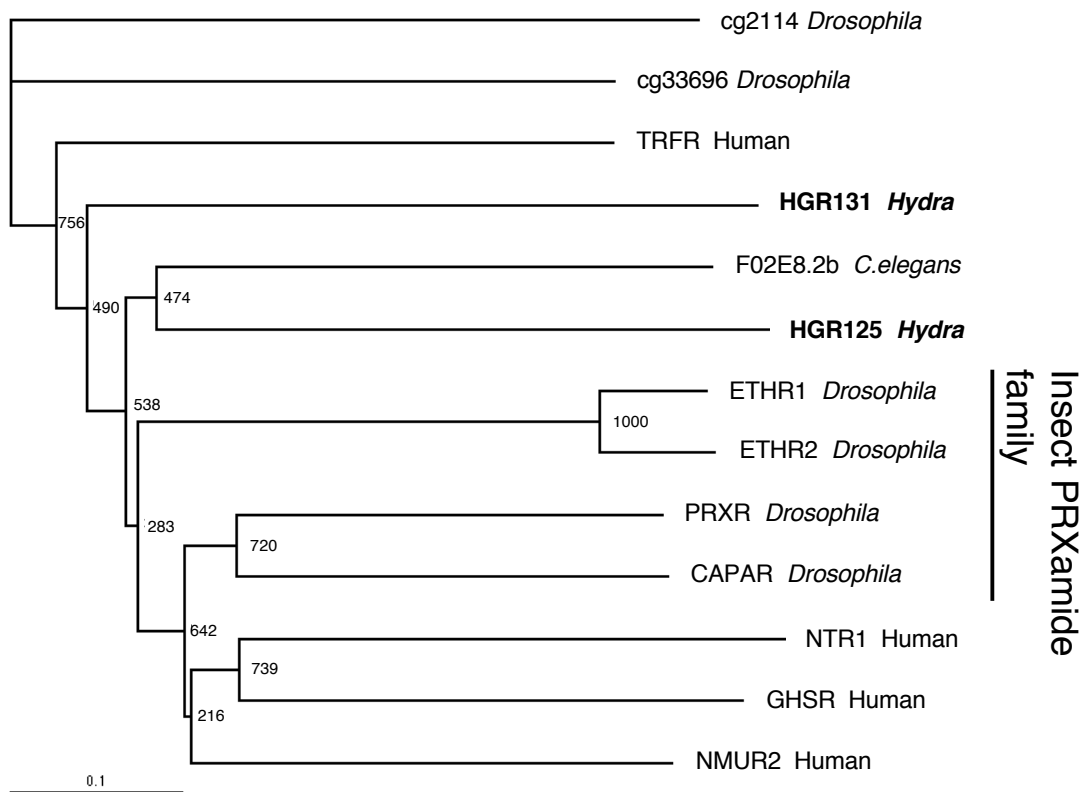 cg2114 Drosophila
cg33696 Drosophila
TRFR Human
HGR131 Hydra
756
F02E8.2b C.elegans
474
490
HGR125 Hydra
ETHR1 Drosophila
538
1000
ETHR2 Drosophila
PRXR Drosophila
283
720
CAPAR Drosophila
Insect PRXamide
family
642
NTR1 Human
739
GHSR Human
216
NMUR2 Human
0.1